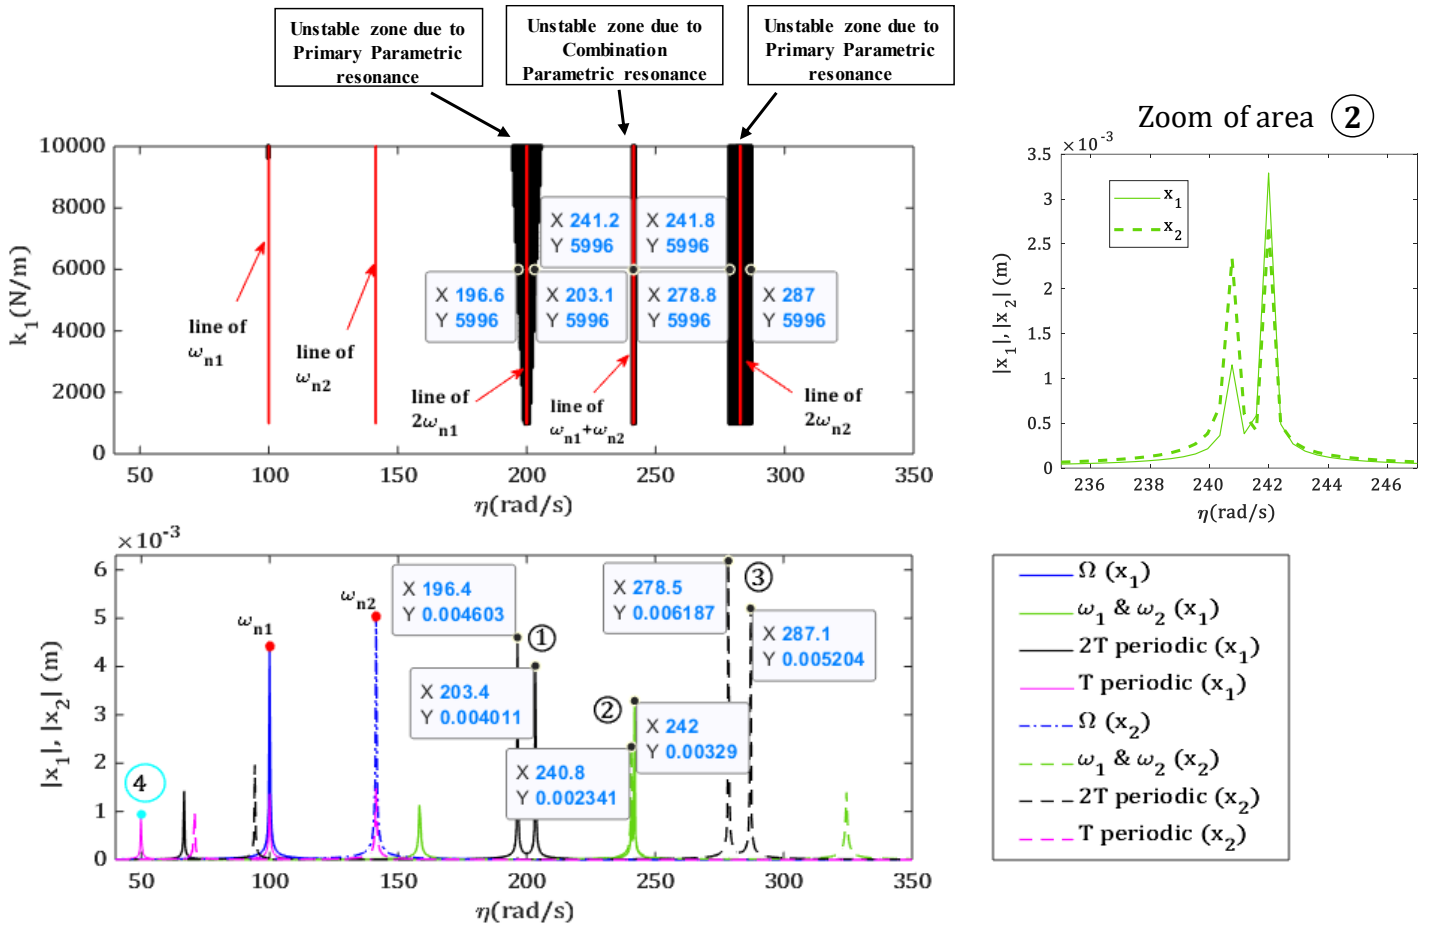 Unstable zone due to
Primary Parametric
resonance
Unstable zone due to
Combination
Parametric resonance
Unstable zone due to
Primary Parametric
resonance
10000
8000
6000
4000
2000
0
k₁(N/m)
50
100
150
200
250
300
350
η(rad/s)
line of
ωn1
line of
ωn2
line of
2ωn1
line of
ωn1+ωn2
line of
2ωn2
X 241.2
Y 5996
X 241.8
Y 5996
X 196.6
Y 5996
X 203.1
Y 5996
X 278.8
Y 5996
X 287
Y 5996
Zoom of area 2
×10⁻³
3.5
3
2.5
2
1.5
1
0.5
0
|x₁|, |x₂| (m)
x₁
x₂
236
238
240
242
244
246
η(rad/s)
×10⁻³
6
5
4
3
2
1
0
|x₁|, |x₂| (m)
50
100
150
200
250
300
350
η(rad/s)
ωn1
ωn2
X 196.4
Y 0.004603
1
X 203.4
Y 0.004011
2
X 240.8
Y 0.002341
X 242
Y 0.00329
X 278.5
Y 0.006187
3
X 287.1
Y 0.005204
4
Ω (x₁)
ω₁ & ω₂ (x₁)
2T periodic (x₁)
T periodic (x₁)
Ω (x₂)
ω₁ & ω₂ (x₂)
2T periodic (x₂)
T periodic (x₂)